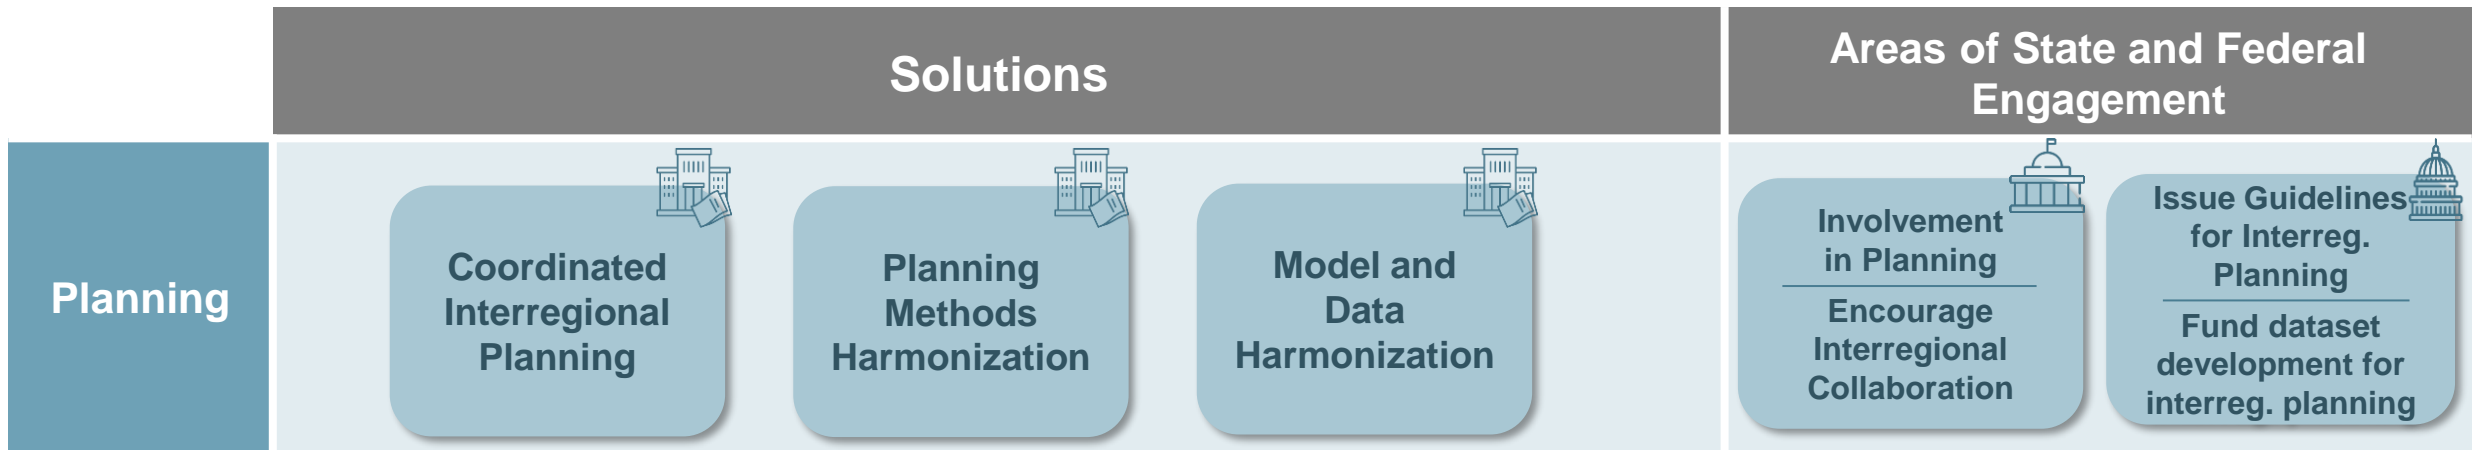 Solutions
Areas of State and Federal
Engagement
Planning
Coordinated
Interregional
Planning
Planning
Methods
Harmonization
Model and
Data
Harmonization
Involvement
in Planning
Encourage
Interregional
Collaboration
Issue Guidelines
for Interreg.
Planning
Fund dataset
development for
interreg. planning